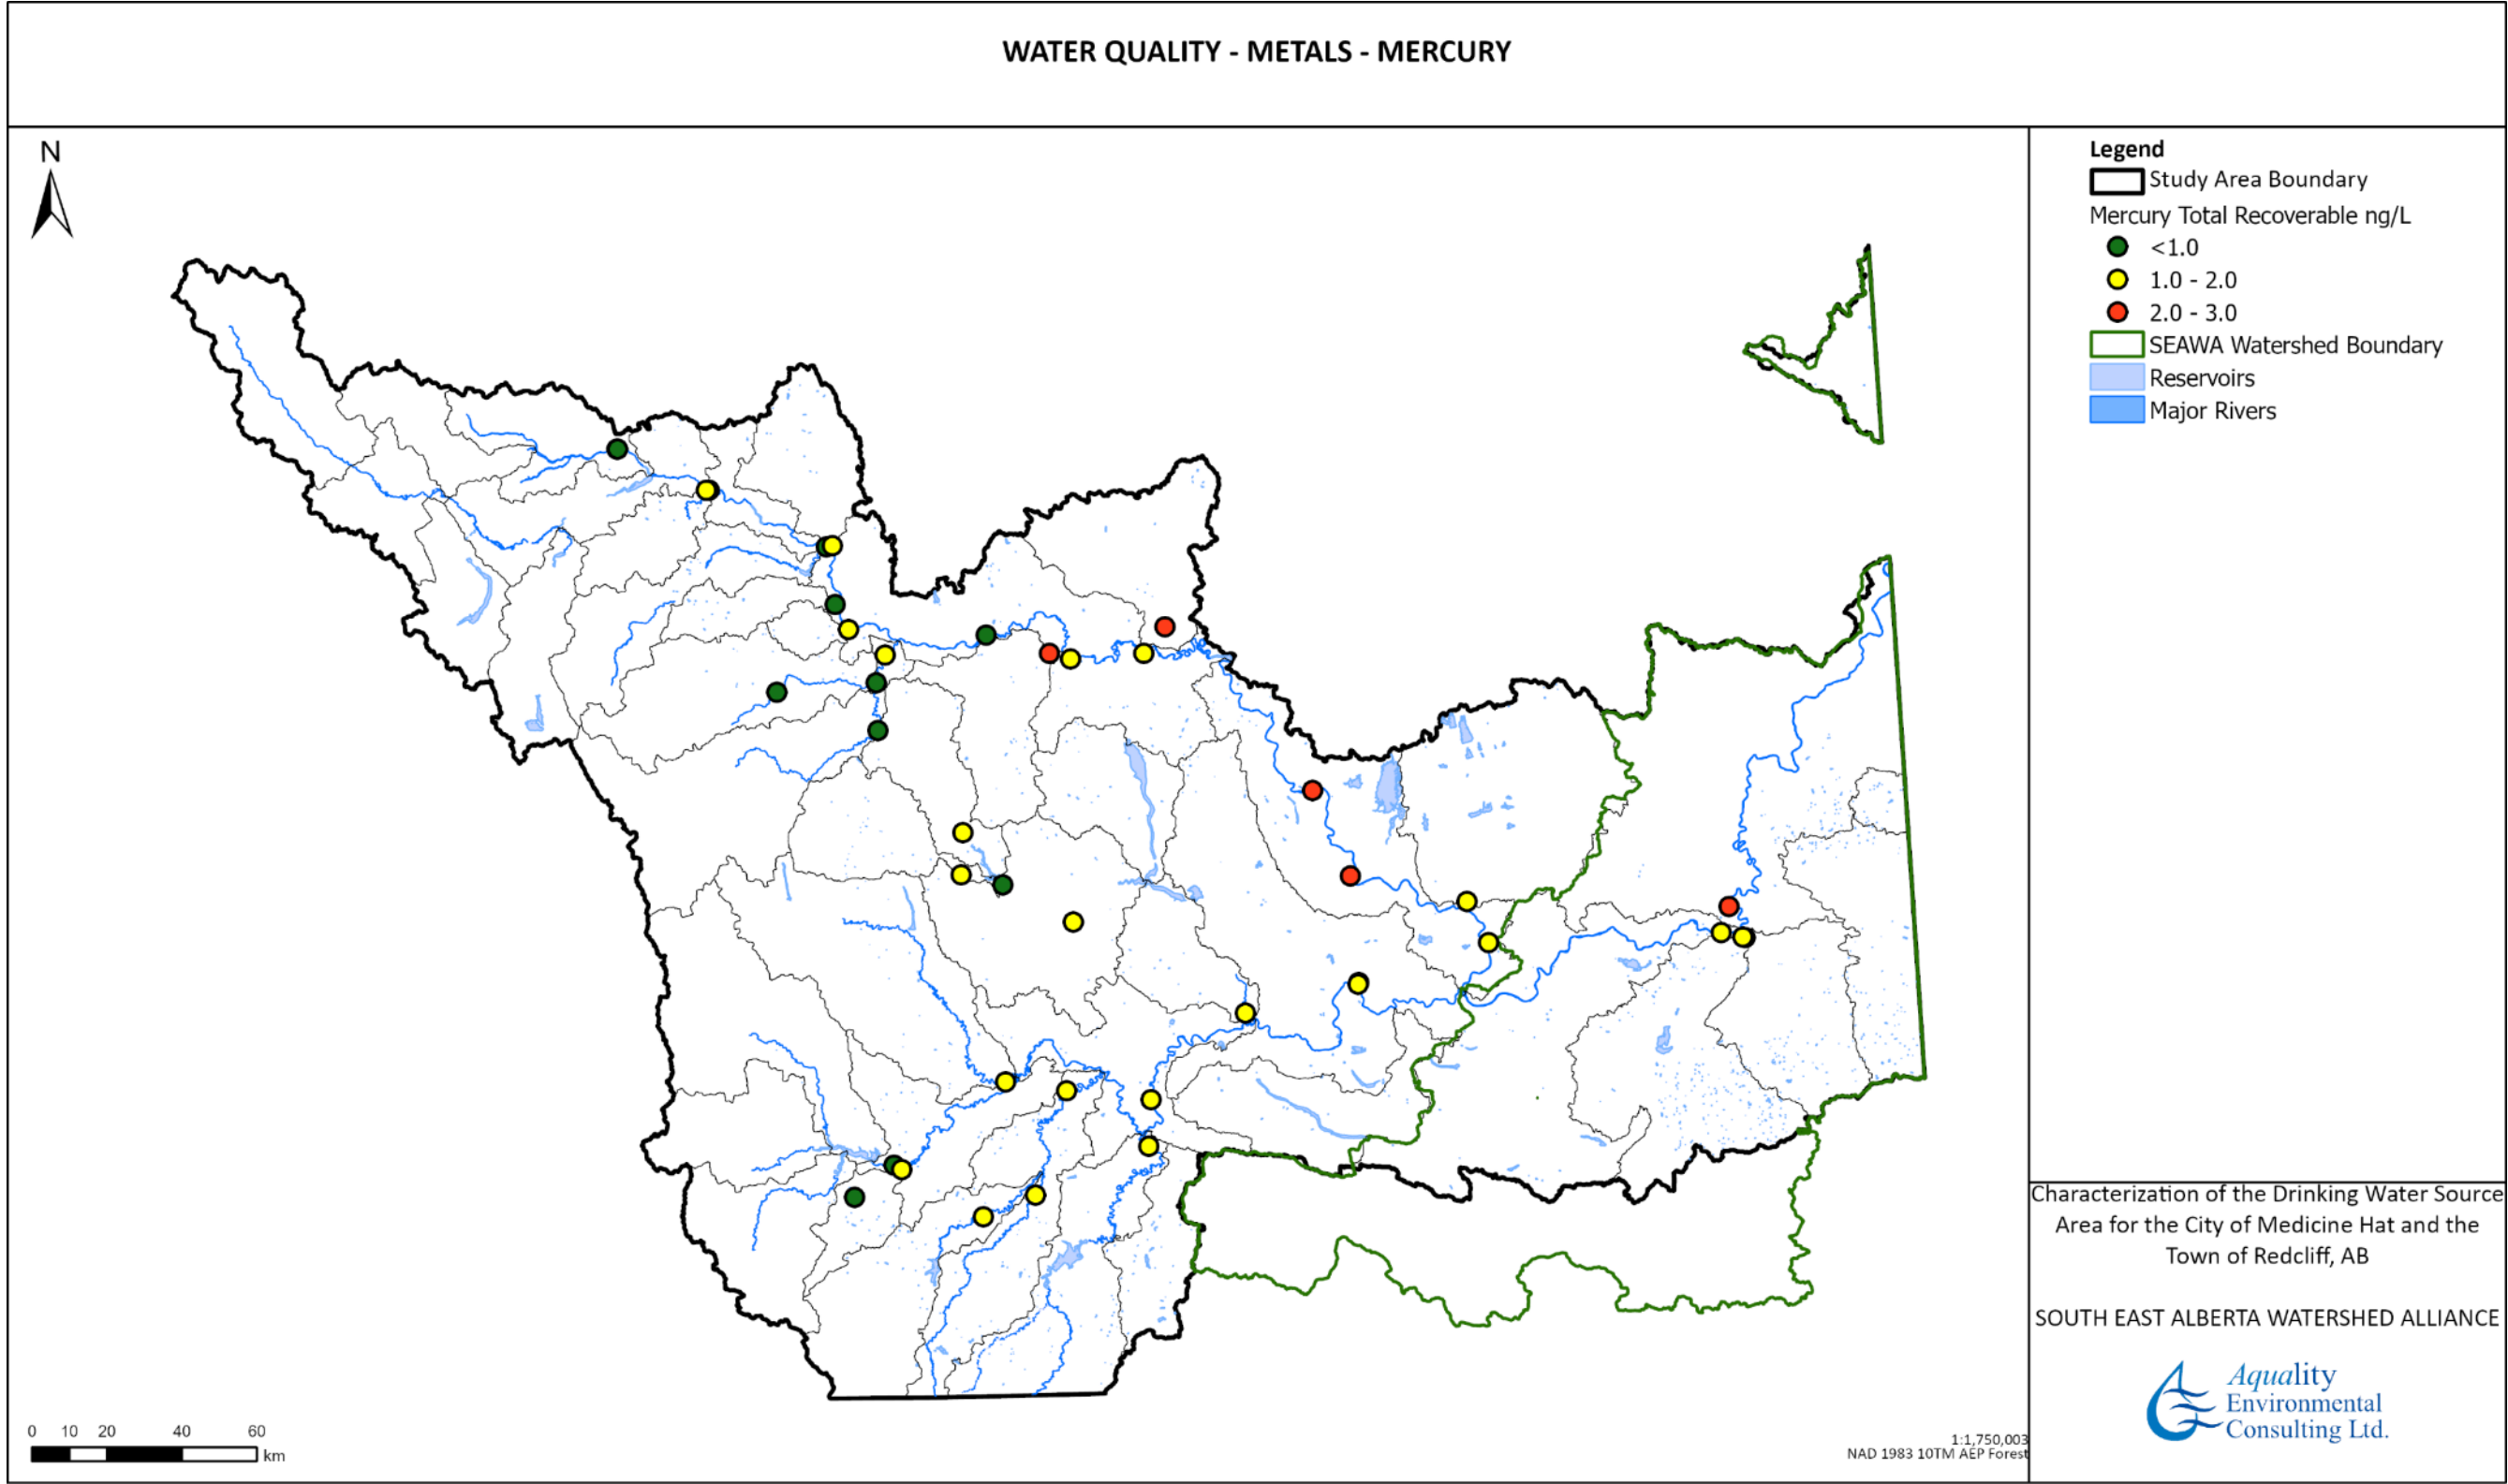 WATER QUALITY - METALS - MERCURY
N
Legend
Study Area Boundary
Mercury Total Recoverable ng/L
<1.0
1.0 - 2.0
2.0 - 3.0
SEAWA Watershed Boundary
Reservoirs
Major Rivers
Characterization of the Drinking Water Source
Area for the City of Medicine Hat and the
Town of Redcliff, AB
SOUTH EAST ALBERTA WATERSHED ALLIANCE
Aquality
Environmental
Consulting Ltd.
0 10 20 40 60
km
1:1,750,003
NAD 1983 10TM AEP Forest